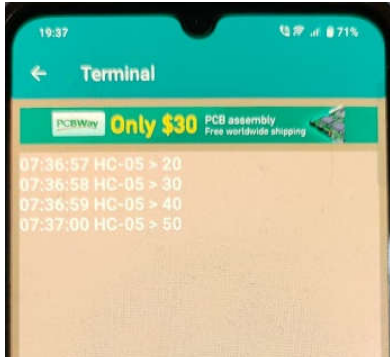 19:37 71%
Terminal
PCBWay Only $30 PCB assembly
Free worldwide shipping
07:36:57 HC-05 > 20
07:36:58 HC-05 > 30
07:36:59 HC-05 > 40
07:37:00 HC-05 > 50